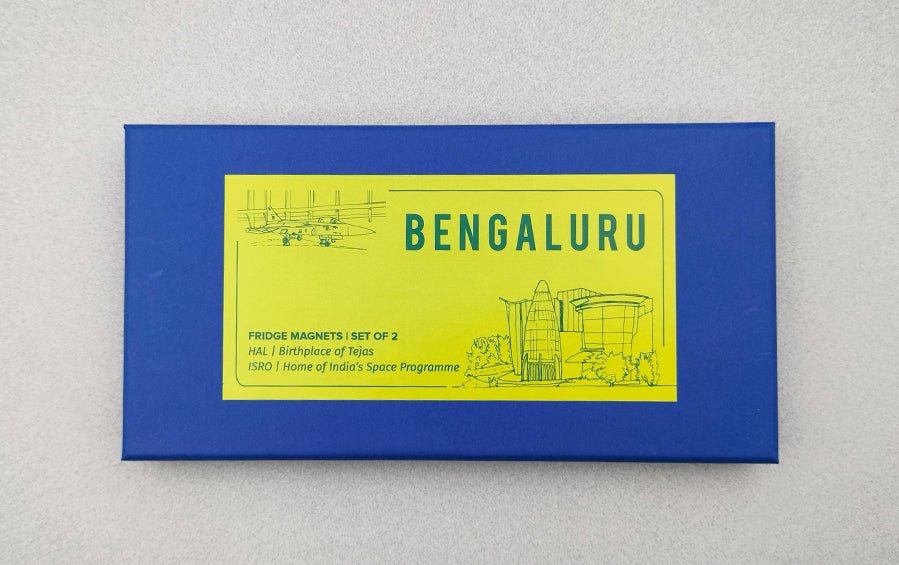 BENGALURU
FRIDGE MAGNETS | SET OF 2
HAL | Birthplace of Tejas
ISRO | Home of India's Space Programme